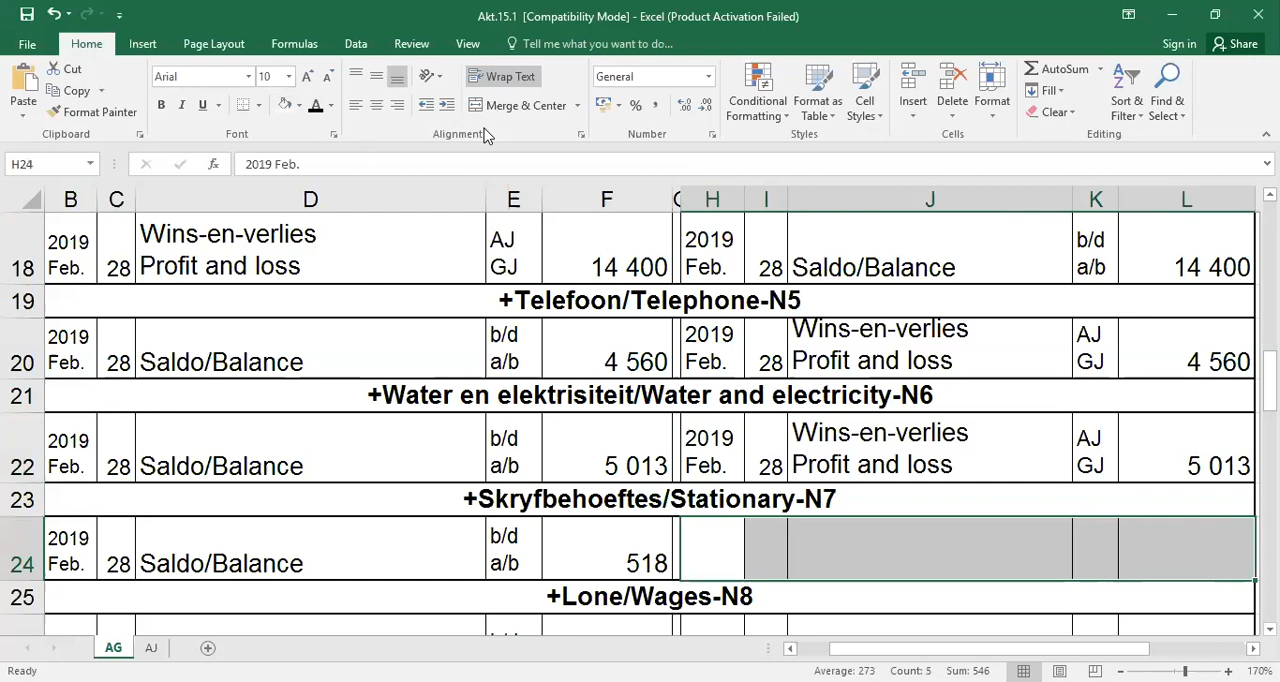 Akt.15.1 [Compatibility Mode] - Excel (Product Activation Failed)
File Home Insert Page Layout Formulas Data Review View Tell me what you want to do... Sign in Share
Paste Cut Copy Format Painter Clipboard
Arial 10 A A B I U A Font
Wrap Text Merge & Center Alignment
General % , Number
Conditional Formatting Format as Table Cell Styles Styles
Insert Delete Format Cells
AutoSum Fill Clear Sort & Filter Find & Select Editing
H24 fx 2019 Feb.
B C D E F G H I J K L
18 2019 Feb. 28 Wins-en-verlies Profit and loss AJ GJ 14 400 2019 Feb. 28 Saldo/Balance b/d a/b 14 400
19 +Telefoon/Telephone-N5
20 2019 Feb. 28 Saldo/Balance b/d a/b 4 560 2019 Feb. 28 Wins-en-verlies Profit and loss AJ GJ 4 560
21 +Water en elektrisiteit/Water and electricity-N6
22 2019 Feb. 28 Saldo/Balance b/d a/b 5 013 2019 Feb. 28 Wins-en-verlies Profit and loss AJ GJ 5 013
23 +Skryfbehoeftes/Stationary-N7
24 2019 Feb. 28 Saldo/Balance b/d a/b 518
25 +Lone/Wages-N8
AG AJ
Ready Average: 273 Count: 5 Sum: 546 170%